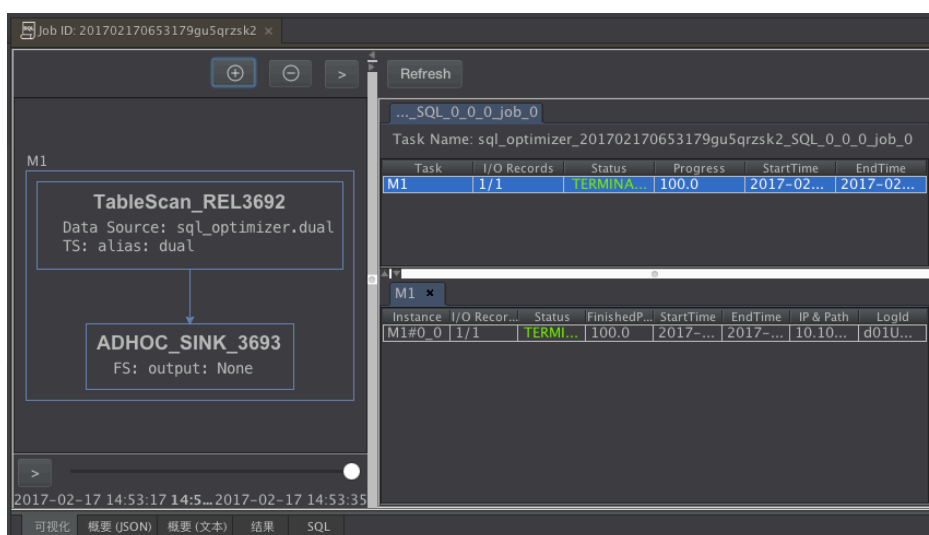 Job ID: 201702170653179gu5qrzsk2 ×
Refresh
..._SQL_0_0_0_job_0
Task Name: sql_optimizer_201702170653179gu5qrzsk2_SQL_0_0_0_job_0
Task I/O Records Status Progress StartTime EndTime
M1 1/1 TERMINA... 100.0 2017-02... 2017-02...
M1
TableScan_REL3692
Data Source: sql_optimizer.dual
TS: alias: dual
ADHOC_SINK_3693
FS: output: None
M1 ×
Instance I/O Recor... Status FinishedP... StartTime EndTime IP & Path LogId
M1#0_0 1/1 TERMI... 100.0 2017-... 2017-... 10.10... d01U...
>
2017-02-17 14:53:17 14:5... 2017-02-17 14:53:35
可视化 概要 (JSON) 概要 (文本) 结果 SQL